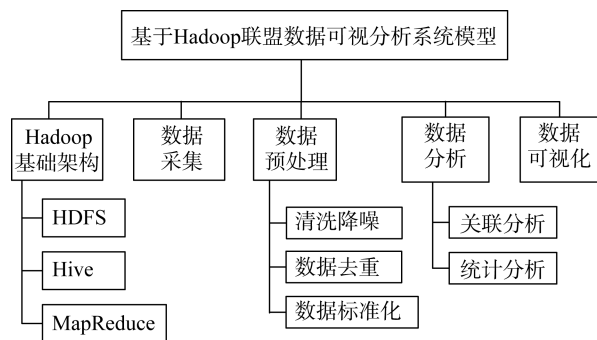 基于Hadoop联盟数据可视分析系统模型
Hadoop
基础架构
数据
采集
数据
预处理
数据
分析
数据
可视化
HDFS
Hive
MapReduce
清洗降噪
数据去重
数据标准化
关联分析
统计分析